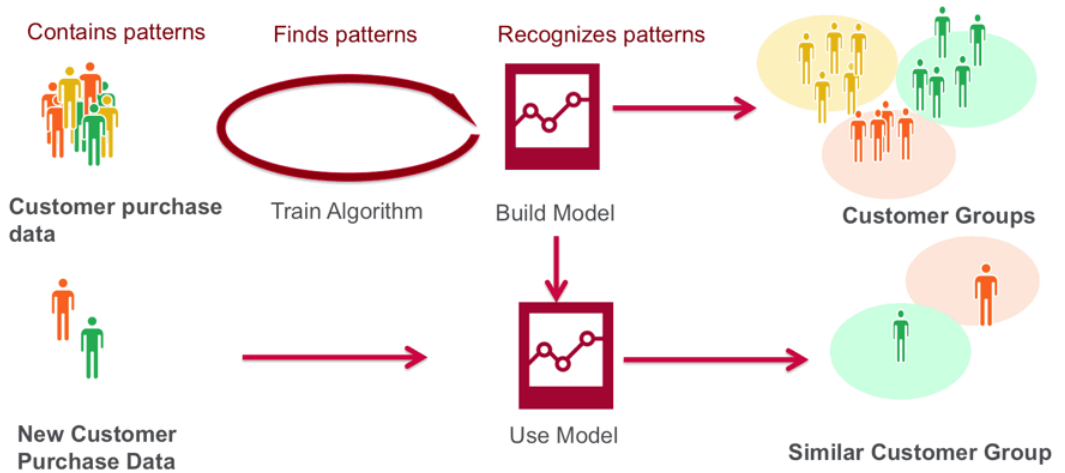 Contains patterns
Finds patterns
Recognizes patterns
Customer purchase
data
Train Algorithm
Build Model
Customer Groups
New Customer
Purchase Data
Use Model
Similar Customer Group